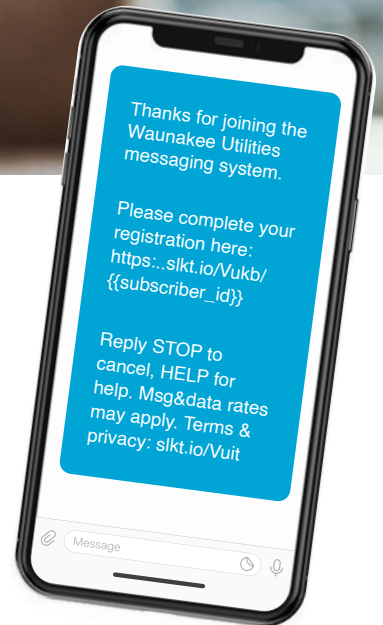 Thanks for joining the
Waunakee Utilities
messaging system.
Please complete your
registration here:
https:..slkt.io/Vukb/
{{subscriber_id}}
Reply STOP to
cancel, HELP for
help. Msg&data rates
may apply. Terms &
privacy: slkt.io/Vuit
Message